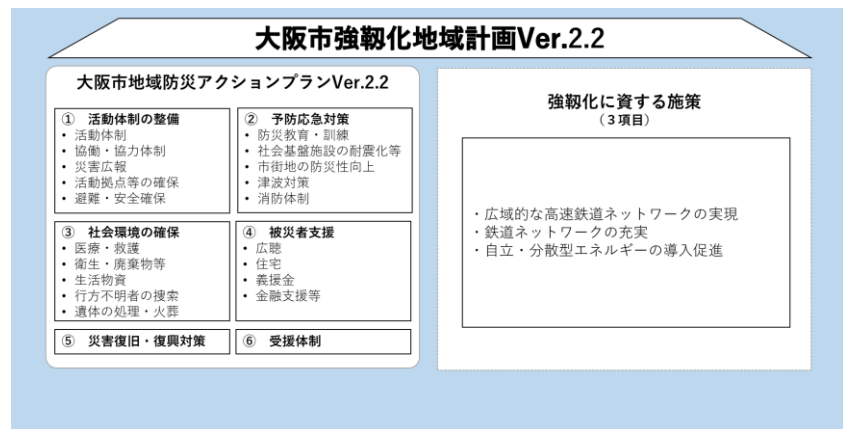 大阪市強靱化地域計画Ver.2.2
大阪市地域防災アクションプランVer.2.2
① 活動体制の整備
• 活動体制
• 協働・協力体制
• 災害広報
• 活動拠点等の確保
• 避難・安全確保
② 予防応急対策
• 防災教育・訓練
• 社会基盤施設の耐震化等
• 市街地の防災性向上
• 津波対策
• 消防体制
③ 社会環境の確保
• 医療・救護
• 衛生・廃棄物等
• 生活物資
• 行方不明者の捜索
• 遺体の処理・火葬
④ 被災者支援
• 広聴
• 住宅
• 義援金
• 金融支援等
⑤ 災害復旧・復興対策
⑥ 受援体制
強靱化に資する施策
（３項目）
・広域的な高速鉄道ネットワークの実現
・鉄道ネットワークの充実
・自立・分散型エネルギーの導入促進